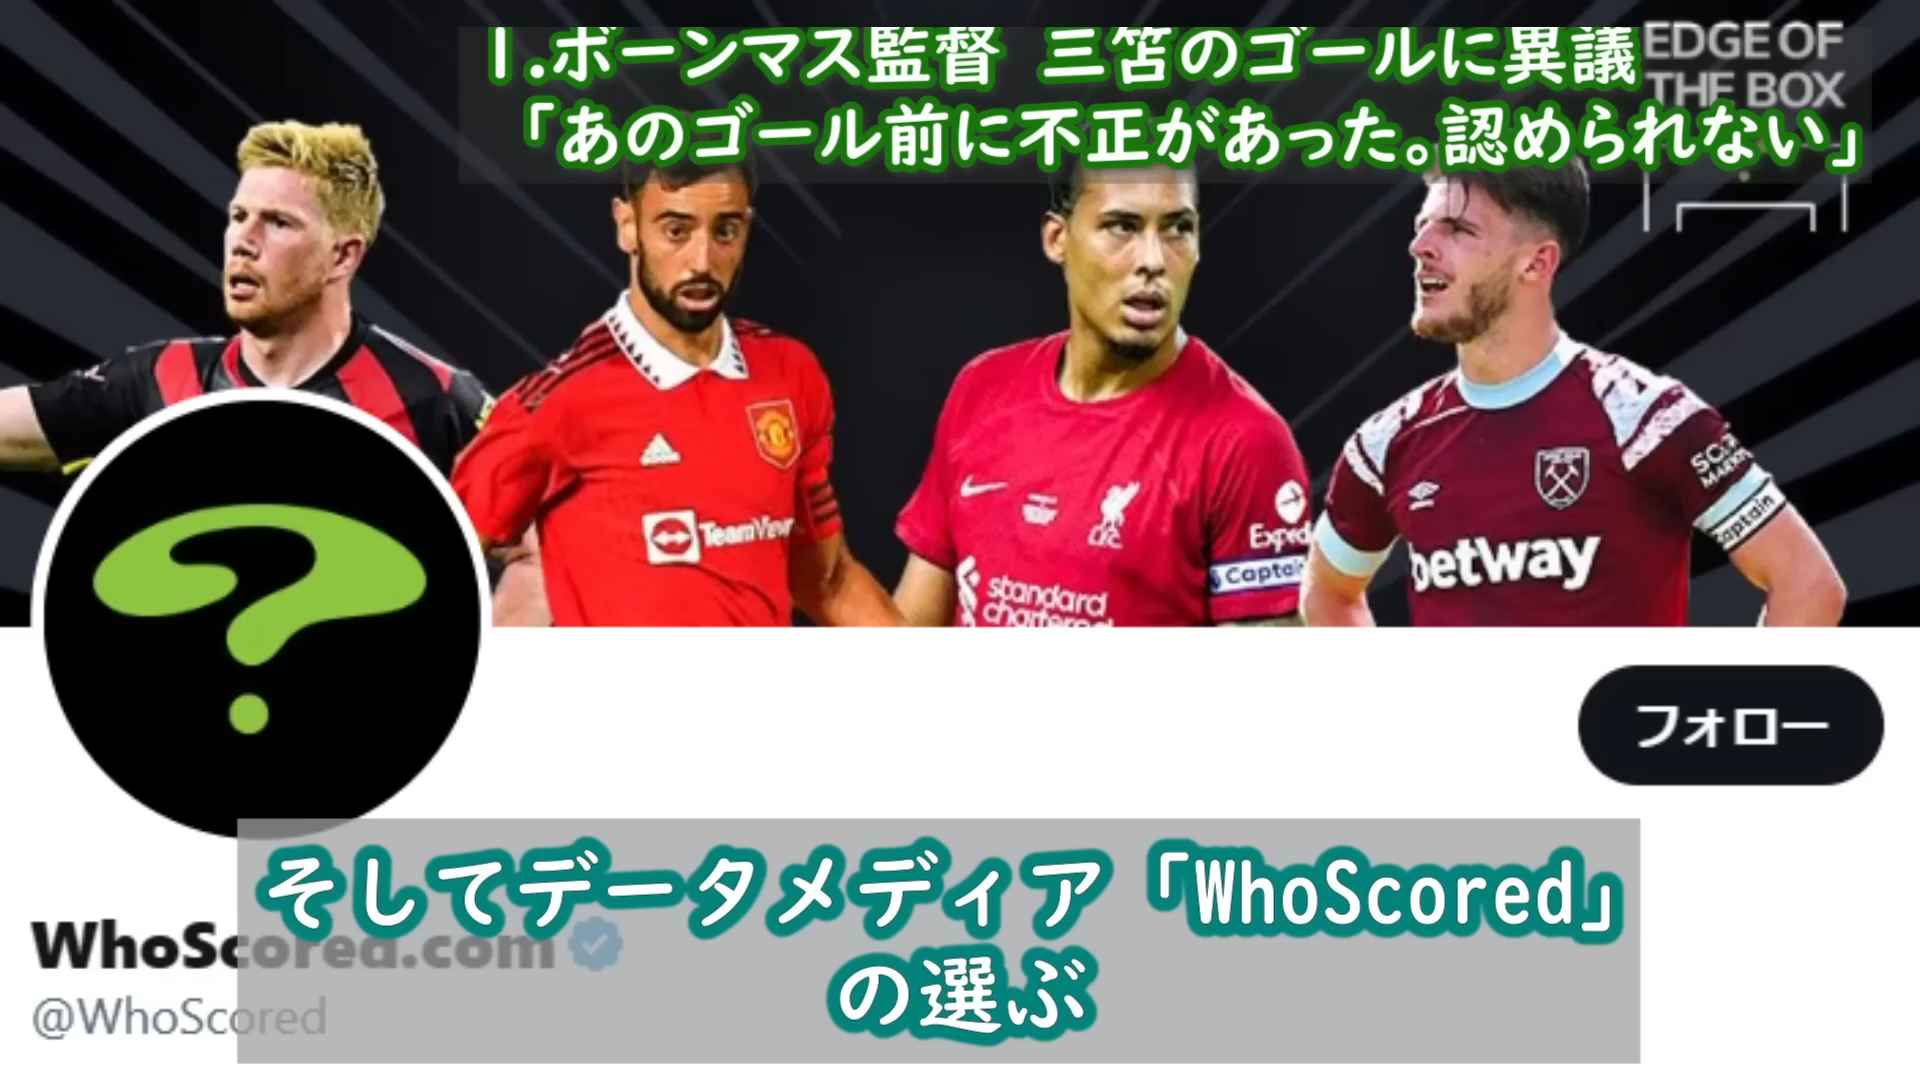 1.ボーンマス監督 三笘のゴールに異議
「あのゴール前に不正があった。認められない」
EDGE OF
THE BOX
TeamView
Exped
Captain
standard
chartered
betway
Captain
フォロー
そしてデータメディア「WhoScored」
の選ぶ
WhoScored.com
@WhoScored